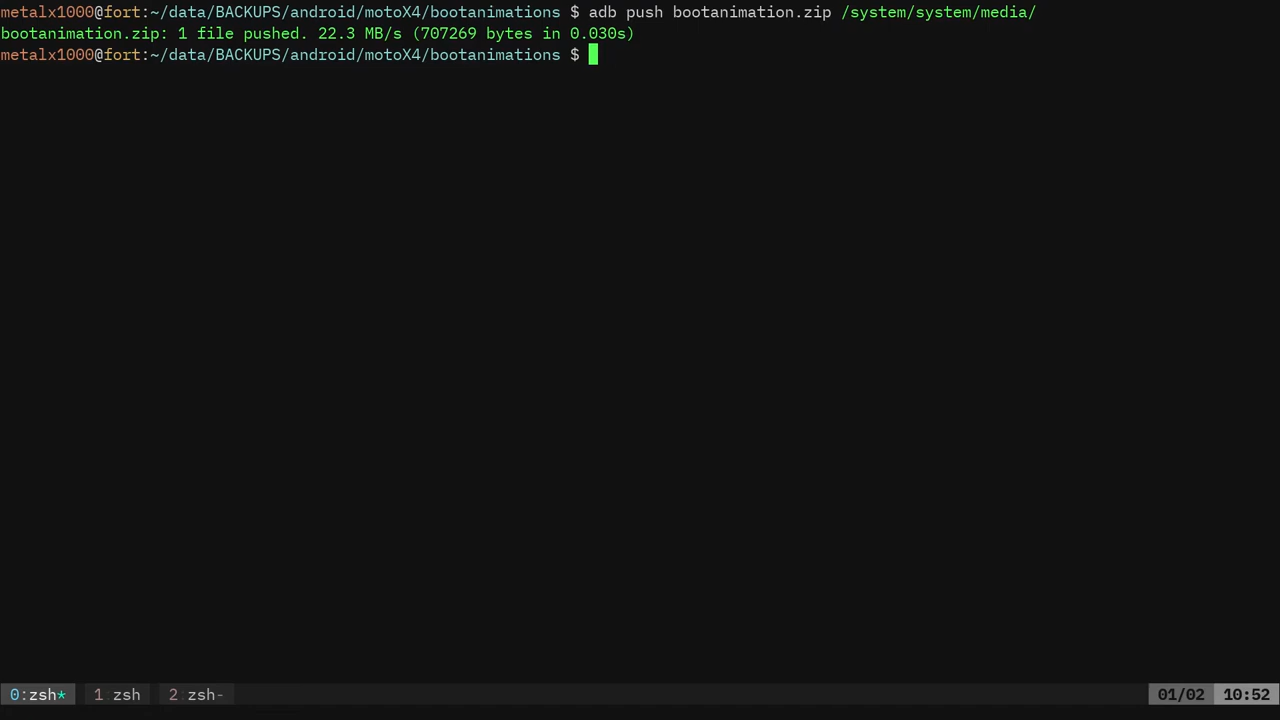 metalx1000@fort:~/data/BACKUPS/android/motoX4/bootanimations $ adb push bootanimation.zip /system/system/media/
bootanimation.zip: 1 file pushed. 22.3 MB/s (707269 bytes in 0.030s)
metalx1000@fort:~/data/BACKUPS/android/motoX4/bootanimations $
0:zsh* 1 zsh 2 zsh- 01/02 10:52